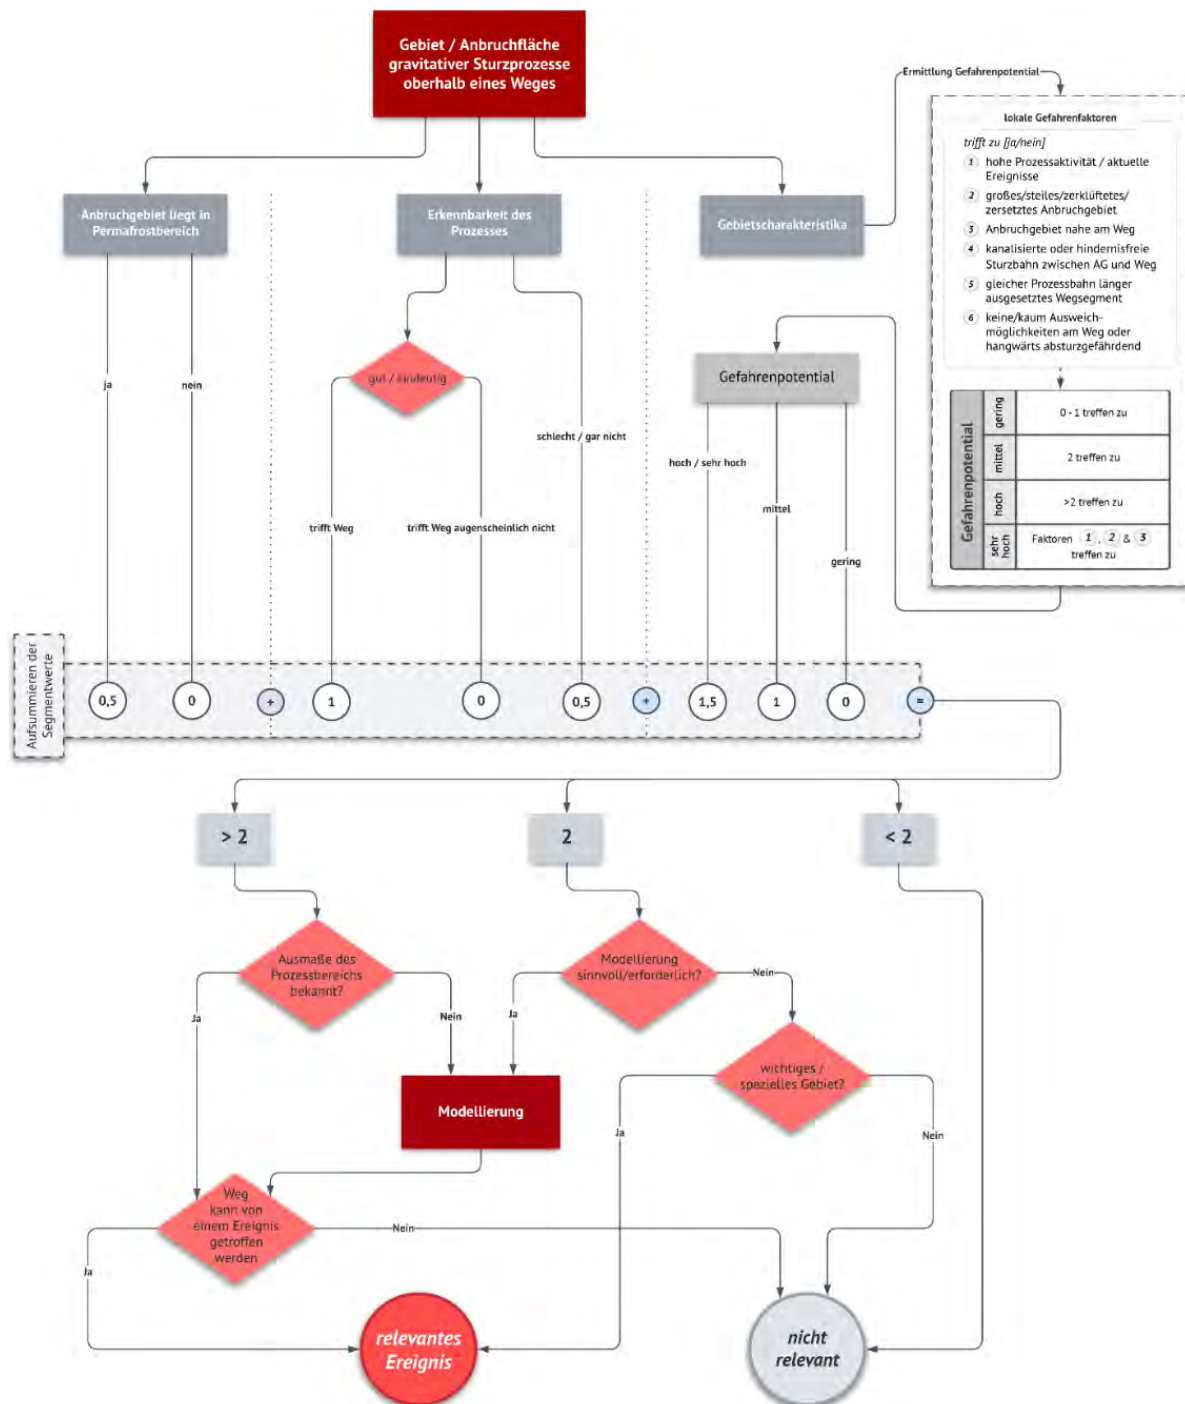 Gebiet / Anbruchfläche
gravitativer Sturzprozesse
oberhalb eines Weges
Ermittlung Gefahrenpotential
lokale Gefahrenfaktoren
trifft zu [ja/nein]
1 hohe Prozessaktivität / aktuelle
Ereignisse
2 großes/steiles/zerklüftetes/
zersetztes Anbruchgebiet
3 Anbruchgebiet nahe am Weg
4 kanalisierte oder hindernisfreie
Sturzbahn zwischen AG und Weg
5 gleicher Prozessbahn länger
ausgesetztes Wegsegment
6 keine/kaum Ausweich-
möglichkeiten am Weg oder
hangwärts absturzgefährdend
Gefahrenpotential
gering
0 - 1 treffen zu
mittel
2 treffen zu
hoch
>2 treffen zu
sehr
hoch
Faktoren 1 , 2 & 3
treffen zu
Anbruchgebiet liegt in
Permafrostbereich
Erkennbarkeit des
Prozesses
Gebietscharakteristika
ja
nein
gut / eindeutig
schlecht / gar nicht
trifft Weg
trifft Weg augenscheinlich nicht
Gefahrenpotential
hoch / sehr hoch
mittel
gering
Aufsummieren der
Segmentwerte
0,5
0
+
1
0
0,5
+
1,5
1
0
=
> 2
2
< 2
Ausmaße des
Prozessbereichs
bekannt?
Ja
Nein
Modellierung
sinnvoll/erforderlich?
Ja
Nein
wichtiges /
spezielles Gebiet?
Ja
Nein
Modellierung
Weg
kann von
einem Ereignis
getroffen
werden
Ja
Nein
relevantes
Ereignis
nicht
relevant